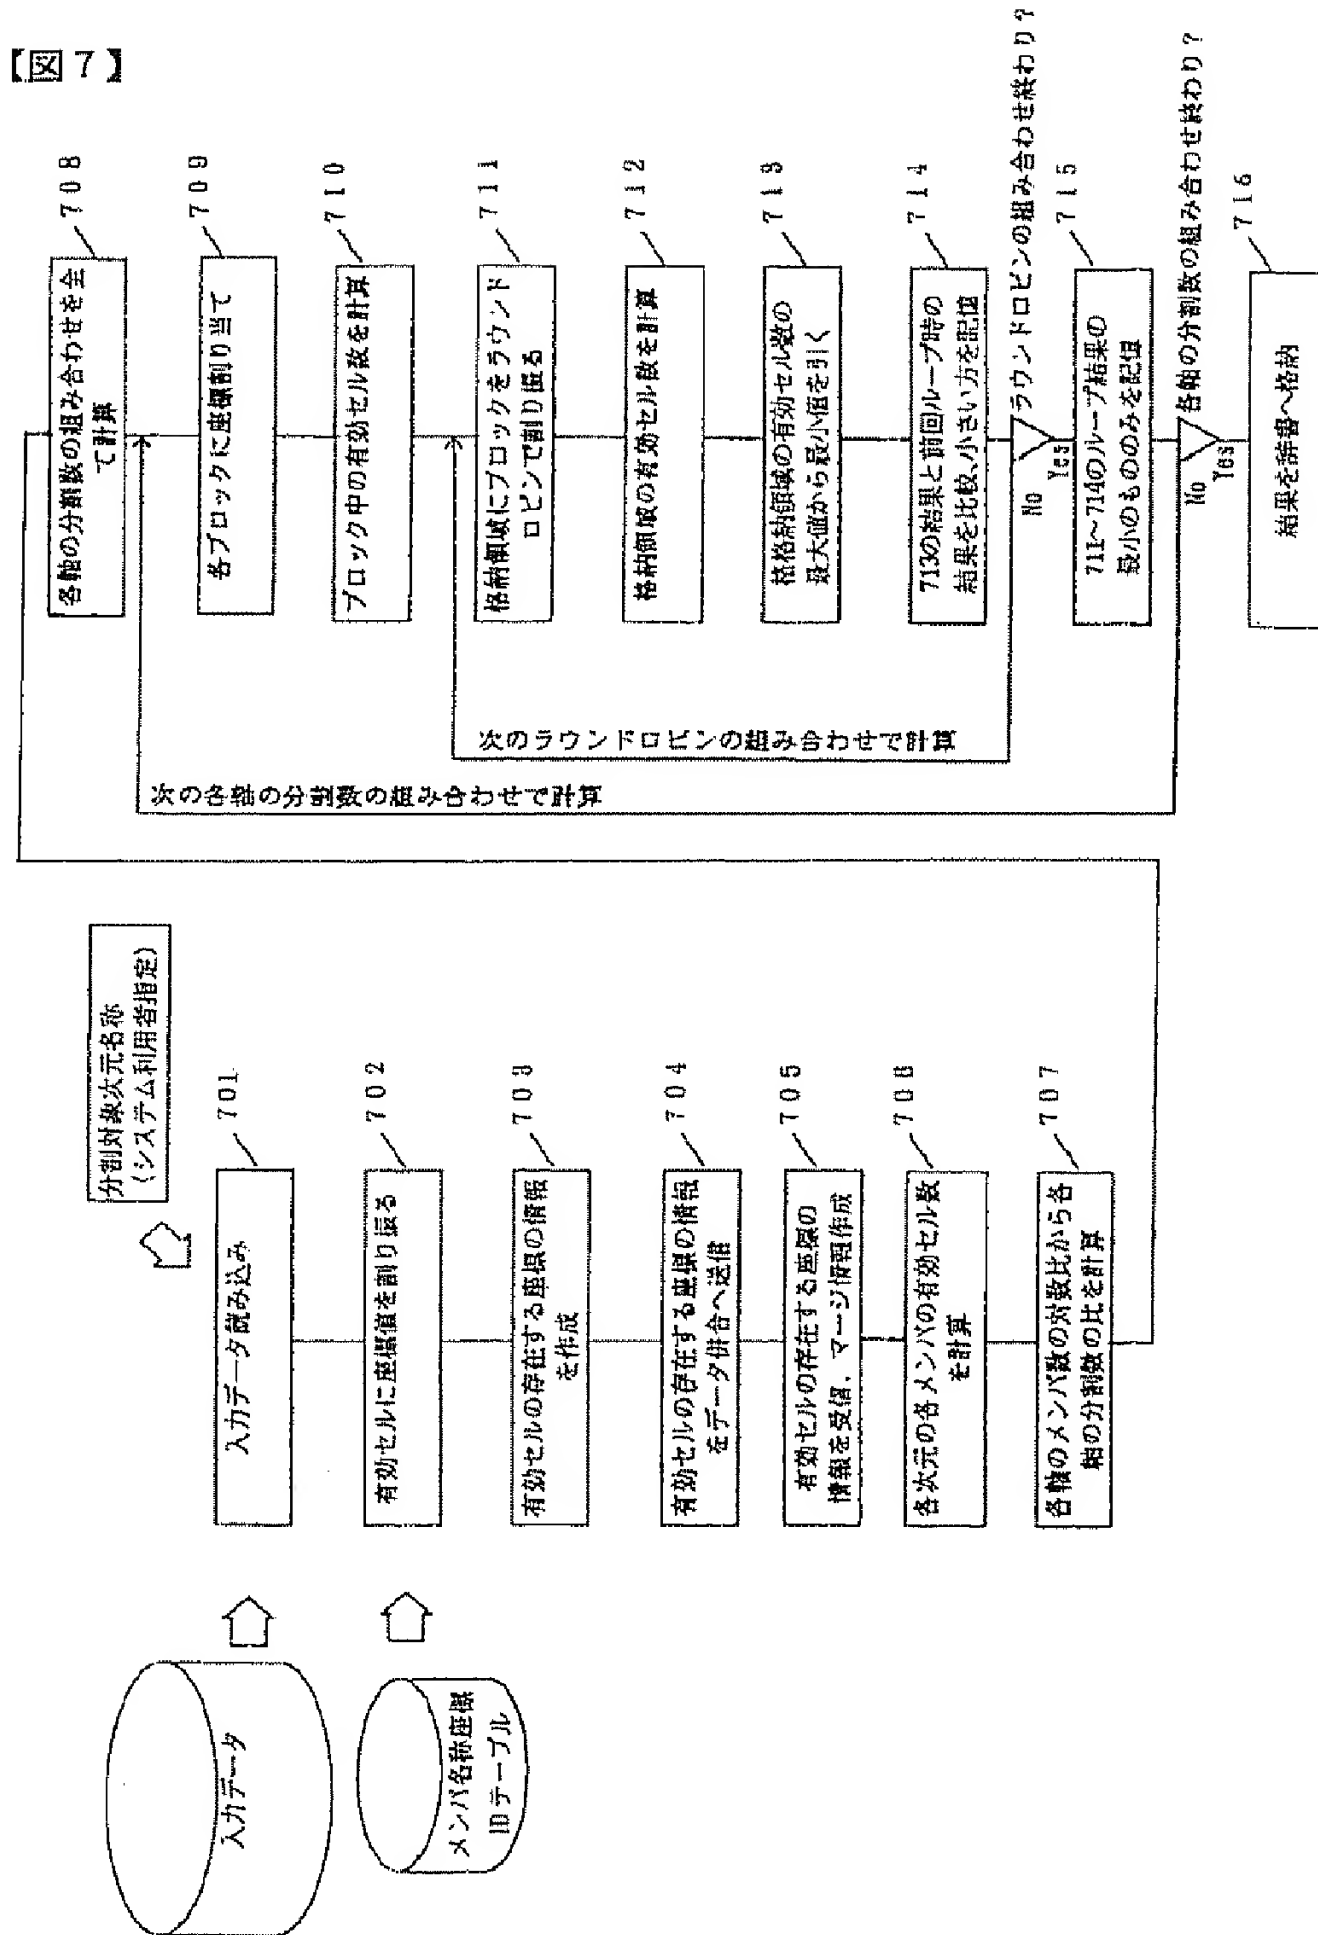 【図7】
分割対象次元名称
(システム利用者指定)
入力データ
メンバ名称座標
IDテーブル
入力データ読み込み
701
有効セルに座標値を割り振る
702
有効セルの存在する座標の情報
を作成
703
有効セルの存在する座標の情報
をデータ併合へ送信
704
有効セルの存在する座標の
情報を受信、マージ情報作成
705
各次元の各メンバの有効セル数
を計算
706
各軸のメンバ数の対数比から各
軸の分割数の比を計算
707
各軸の分割数の組み合わせを全
て計算
708
各ブロックに座標割り当て
709
ブロック中の有効セル数を計算
710
格納領域にブロックをラウンド
ロビンで割り振る
711
格納領域の有効セル数を計算
712
格格納領域の有効セル数の
最大値から最小値を引く
713
713の結果と前回ループ時の
結果を比較、小さい方を記憶
714
ラウンドロビンの組み合わせ終わり?
No
Yes
次のラウンドロビンの組み合わせで計算
711~714のループ結果の
最小のもののみを記憶
715
各軸の分割数の組み合わせ終わり?
No
Yes
次の各軸の分割数の組み合わせで計算
結果を辞書へ格納
716